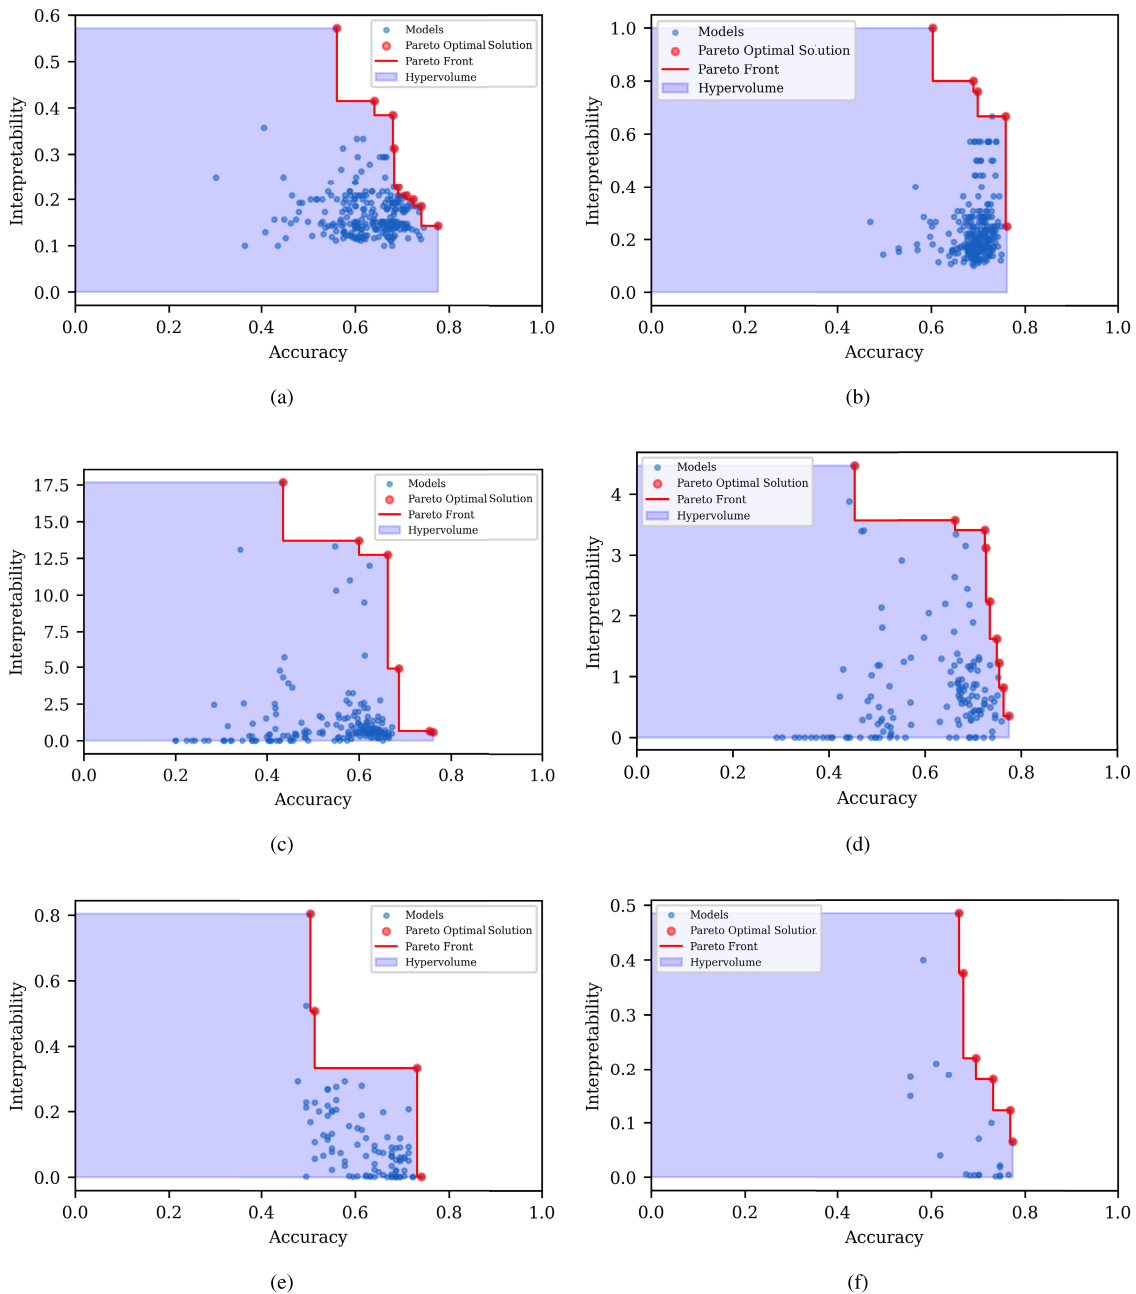 0.6
0.5
0.4
0.3
0.2
0.1
0.0
Interpretability
Models
Pareto Optimal Solution
Pareto Front
Hypervolume
0.0 0.2 0.4 0.6 0.8 1.0
Accuracy
(a)
1.0
0.8
0.6
0.4
0.2
0.0
Interpretability
Models
Pareto Optimal Solution
Pareto Front
Hypervolume
0.0 0.2 0.4 0.6 0.8 1.0
Accuracy
(b)
17.5
15.0
12.5
10.0
7.5
5.0
2.5
0.0
Interpretability
Models
Pareto Optimal Solution
Pareto Front
Hypervolume
0.0 0.2 0.4 0.6 0.8 1.0
Accuracy
(c)
4
3
2
1
0
Interpretability
Models
Pareto Optimal Solution
Pareto Front
Hypervolume
0.0 0.2 0.4 0.6 0.8 1.0
Accuracy
(d)
0.8
0.6
0.4
0.2
0.0
Interpretability
Models
Pareto Optimal Solution
Pareto Front
Hypervolume
0.0 0.2 0.4 0.6 0.8 1.0
Accuracy
(e)
0.5
0.4
0.3
0.2
0.1
0.0
Interpretability
Models
Pareto Optimal Solution
Pareto Front
Hypervolume
0.0 0.2 0.4 0.6 0.8 1.0
Accuracy
(f)